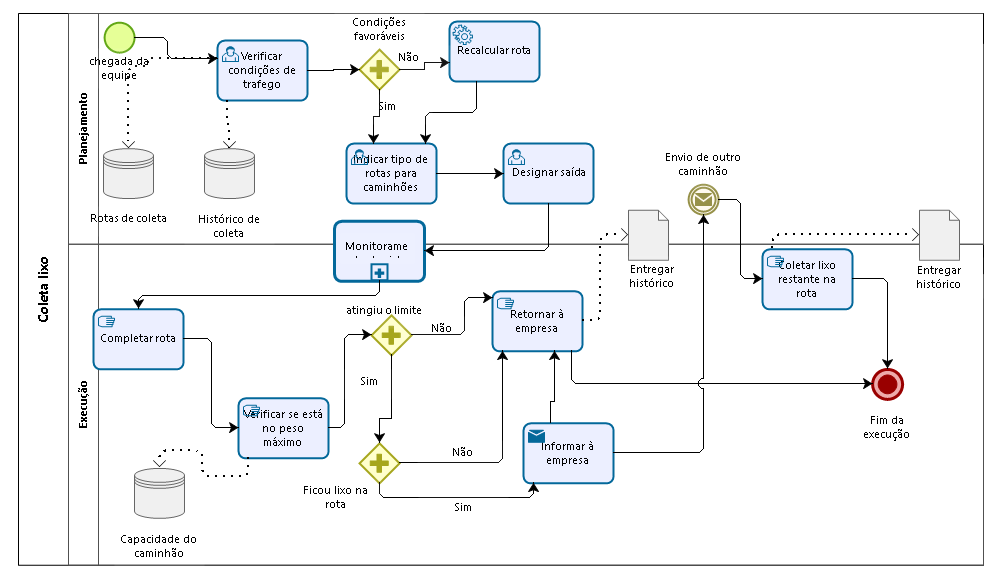 Coleta lixo
Planejamento
chegada da
equipe
Verificar
condições de
trafego
Condições
favoráveis
Não
Sim
Recalcular rota
Rotas de coleta
Histórico de
coleta
Indicar tipo de
rotas para
caminhões
Designar saída
Envio de outro
caminhão
Execução
Monitorame
Entregar
histórico
Coletar lixo
restante na
rota
Entregar
histórico
Completar rota
atingiu o limite
Não
Sim
Retornar à
empresa
Verificar se está
no peso
máximo
Ficou lixo na
rota
Não
Sim
Informar à
empresa
Fim da
execução
Capacidade do
caminhão